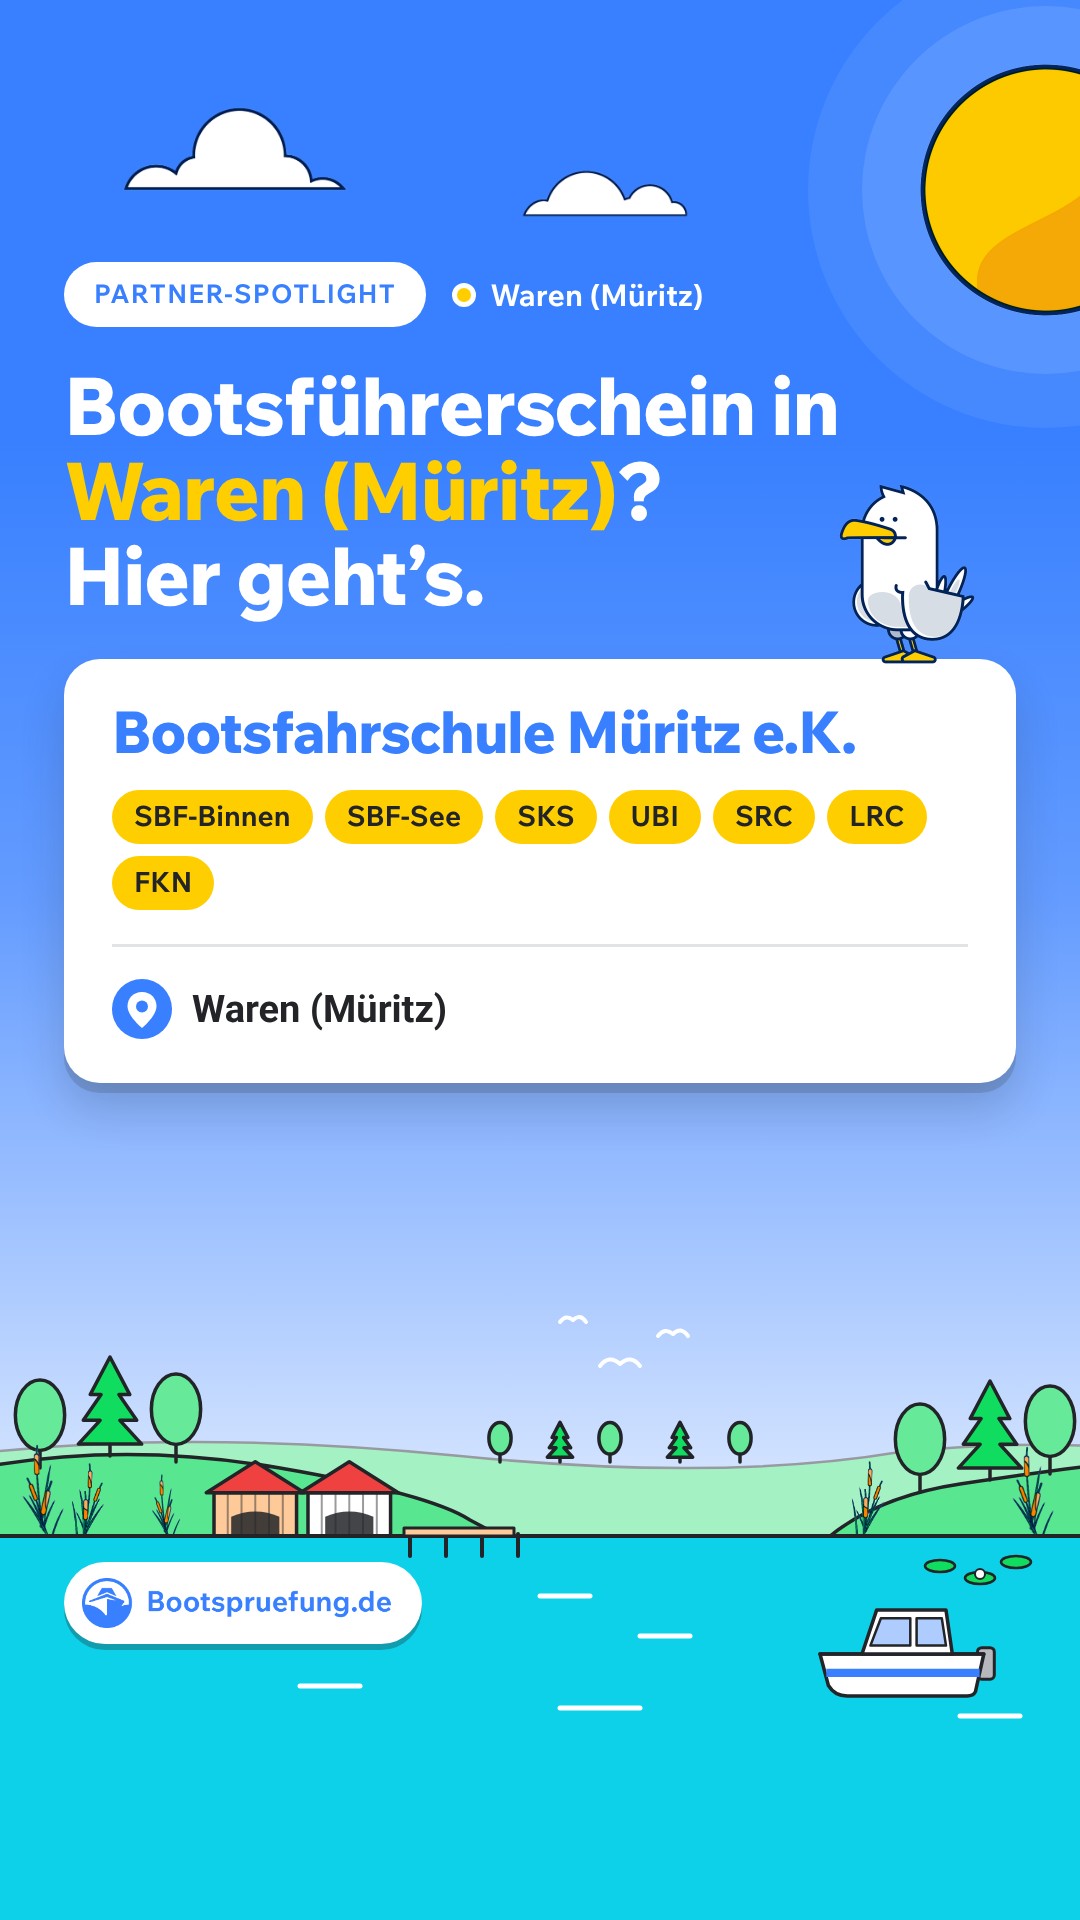 PARTNER-SPOTLIGHT
Waren (Müritz)
Bootsführerschein in
Waren (Müritz)?
Hier geht’s.
Bootsfahrschule Müritz e.K.
SBF-Binnen SBF-See SKS UBI SRC LRC
FKN
Waren (Müritz)
Bootspruefung.de